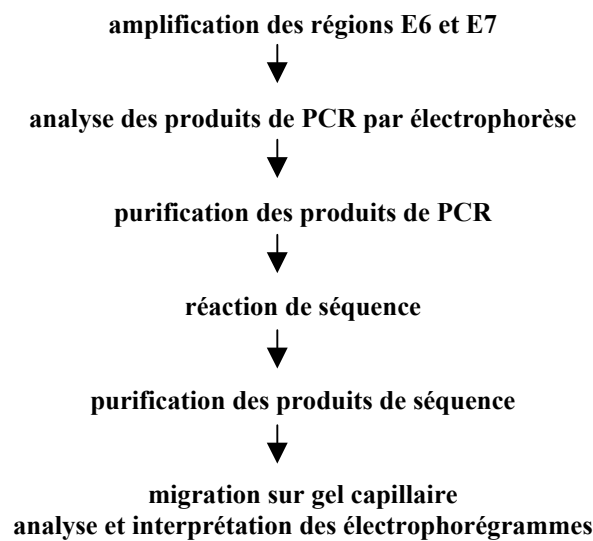 amplification des régions E6 et E7
analyse des produits de PCR par électrophorèse
purification des produits de PCR
réaction de séquence
purification des produits de séquence
migration sur gel capillaire
analyse et interprétation des électrophorégrammes